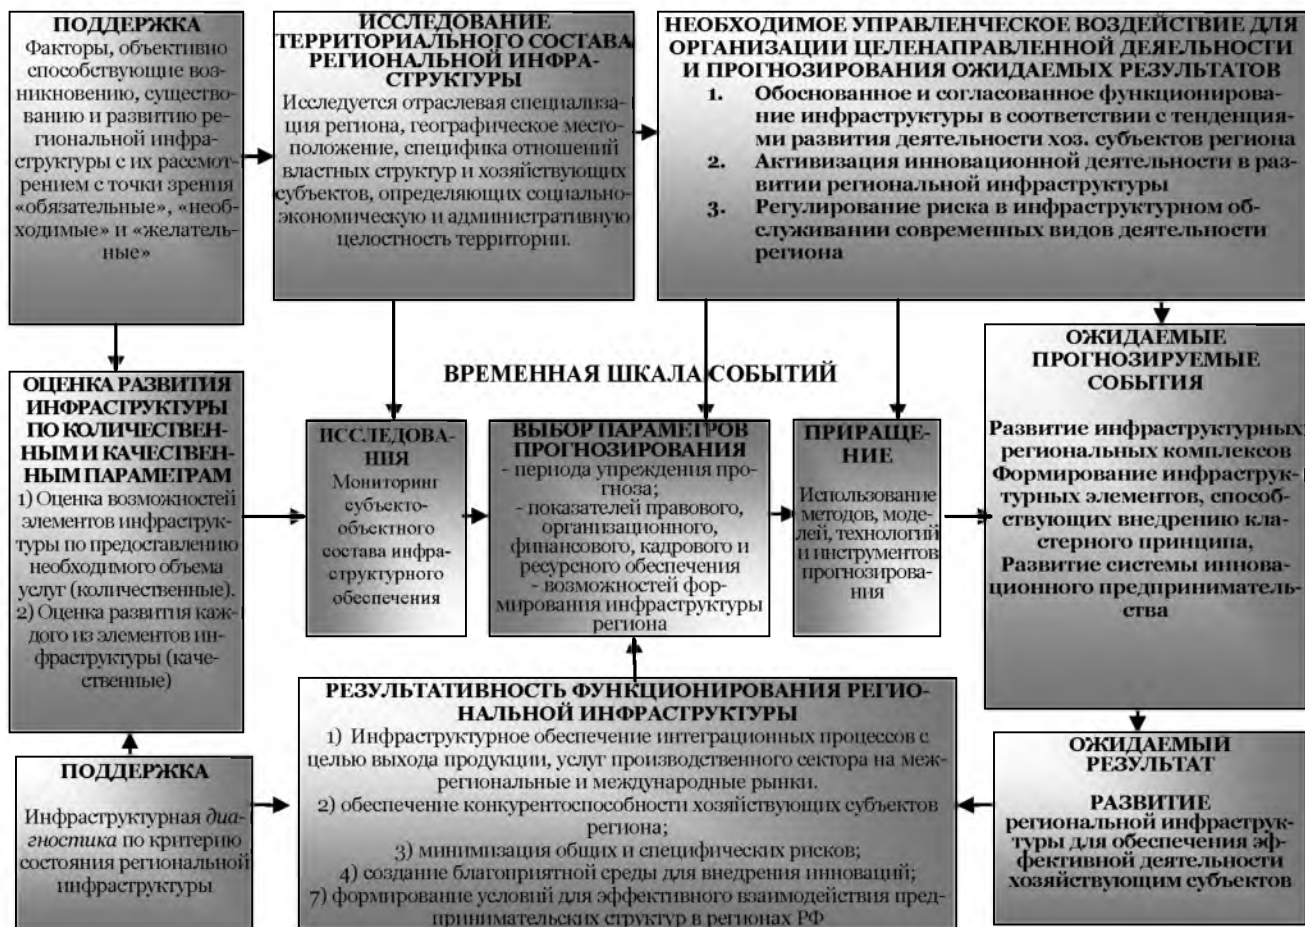 ПОДДЕРЖКА
Факторы, объективно
способствующие воз-
никновению, существо-
ванию и развитию ре-
гиональной инфра-
структуры с их рассмот-
рением с точки зрения
«обязательные», «необ-
ходимые» и «желатель-
ные»
ИССЛЕДОВАНИЕ
ТЕРРИТОРИАЛЬНОГО СОСТАВА
РЕГИОНАЛЬНОЙ ИНФРА-
СТРУКТУРЫ
Исследуется отраслевая специализа-
ция региона, географическое место-
положение, специфика отношений
властных структур и хозяйствующих
субъектов, определяющих социально-
экономическую и административную
целостность территории.
НЕОБХОДИМОЕ УПРАВЛЕНЧЕСКОЕ ВОЗДЕЙСТВИЕ ДЛЯ
ОРГАНИЗАЦИИ ЦЕЛЕНАПРАВЛЕННОЙ ДЕЯЕЛЬНОСТИ
И ПРОГНОЗИРОВАНИЯ ОЖИДАЕМЫХ РЕЗУЛЬТАТОВ
1. Обоснованное и согласованное функционирова-
ние инфраструктуры в соответствии с тенденци-
ями развития деятельности хоз. субъектов региона
2. Активизация инновационной деятельности в раз-
витии региональной инфраструктуры
3. Регулирование риска в инфраструктурном об-
служивании современных видов деятельности
региона
ОЦЕНКА РАЗВИТИЯ
ИНФРАСТРУКТУРЫ
ПО КОЛИЧЕСТВЕН-
НЫМ И КАЧЕСТВЕН-
НЫМ ПАРАМЕТРАМ
1) Оценка возможностей
элементов инфраструк-
туры по предоставлению
необходимого объема
услуг (количественные).
2) Оценка развития каж-
дого из элементов ин-
фраструктуры (каче-
ственные)
ВРЕМЕННАЯ ШКАЛА СОБЫТИЙ
ИССЛЕДОВА-
НИЯ
Мониторинг
субъекто-
объектного
состава инфра-
структурного
обеспечения
ВЫБОР ПАРАМЕТРОВ
ПРОГНОЗИРОВАНИЯ
- периода упреждения про-
гноза;
- показателей правового,
организационного,
финансового, кадрового и
ресурсного обеспечения
- возможностей фор-
мирования инфраструктуры
региона
ПРИРАЩЕ-
НИЕ
Использование
методов, моде-
лей, технологий
и инструментов
прогнозирова-
ния
ОЖИДАЕМЫЕ
ПРОГНОЗИРУЕМЫЕ
СОБЫТИЯ
Развитие инфраструктурных
региональных комплексов
Формирование инфраструк-
турных элементов, способ-
ствующих внедрению кла-
стерного принципа,
Развитие системы иннова-
ционного предприниматель-
ства
ПОДДЕРЖКА
Инфраструктурная диа-
гностика по критерию
состояния региональной
инфраструктуры
РЕЗУЛЬТАТИВНОСТЬ ФУНКЦИОНИРОВАНИЯ РЕГИО-
НАЛЬНОЙ ИНФРАСТРУКТУРЫ
1) Инфраструктурное обеспечение интеграционных процессов с
целью выхода продукции, услуг производственного сектора на меж-
региональные и международные рынки.
2) обеспечение конкурентоспособности хозяйствующих субъектов
региона;
3) минимизация общих и специфических рисков;
4) создание благоприятной среды для внедрения инноваций;
7) формирование условий для эффективного взаимодействия пред-
принимательских структур в регионах РФ
ОЖИДАЕМЫЙ
РЕЗУЛЬТАТ
РАЗВИТИЕ
региональной инфраструк-
туры для обеспечения эф-
фективной деятельности
хозяйствующим субъектов